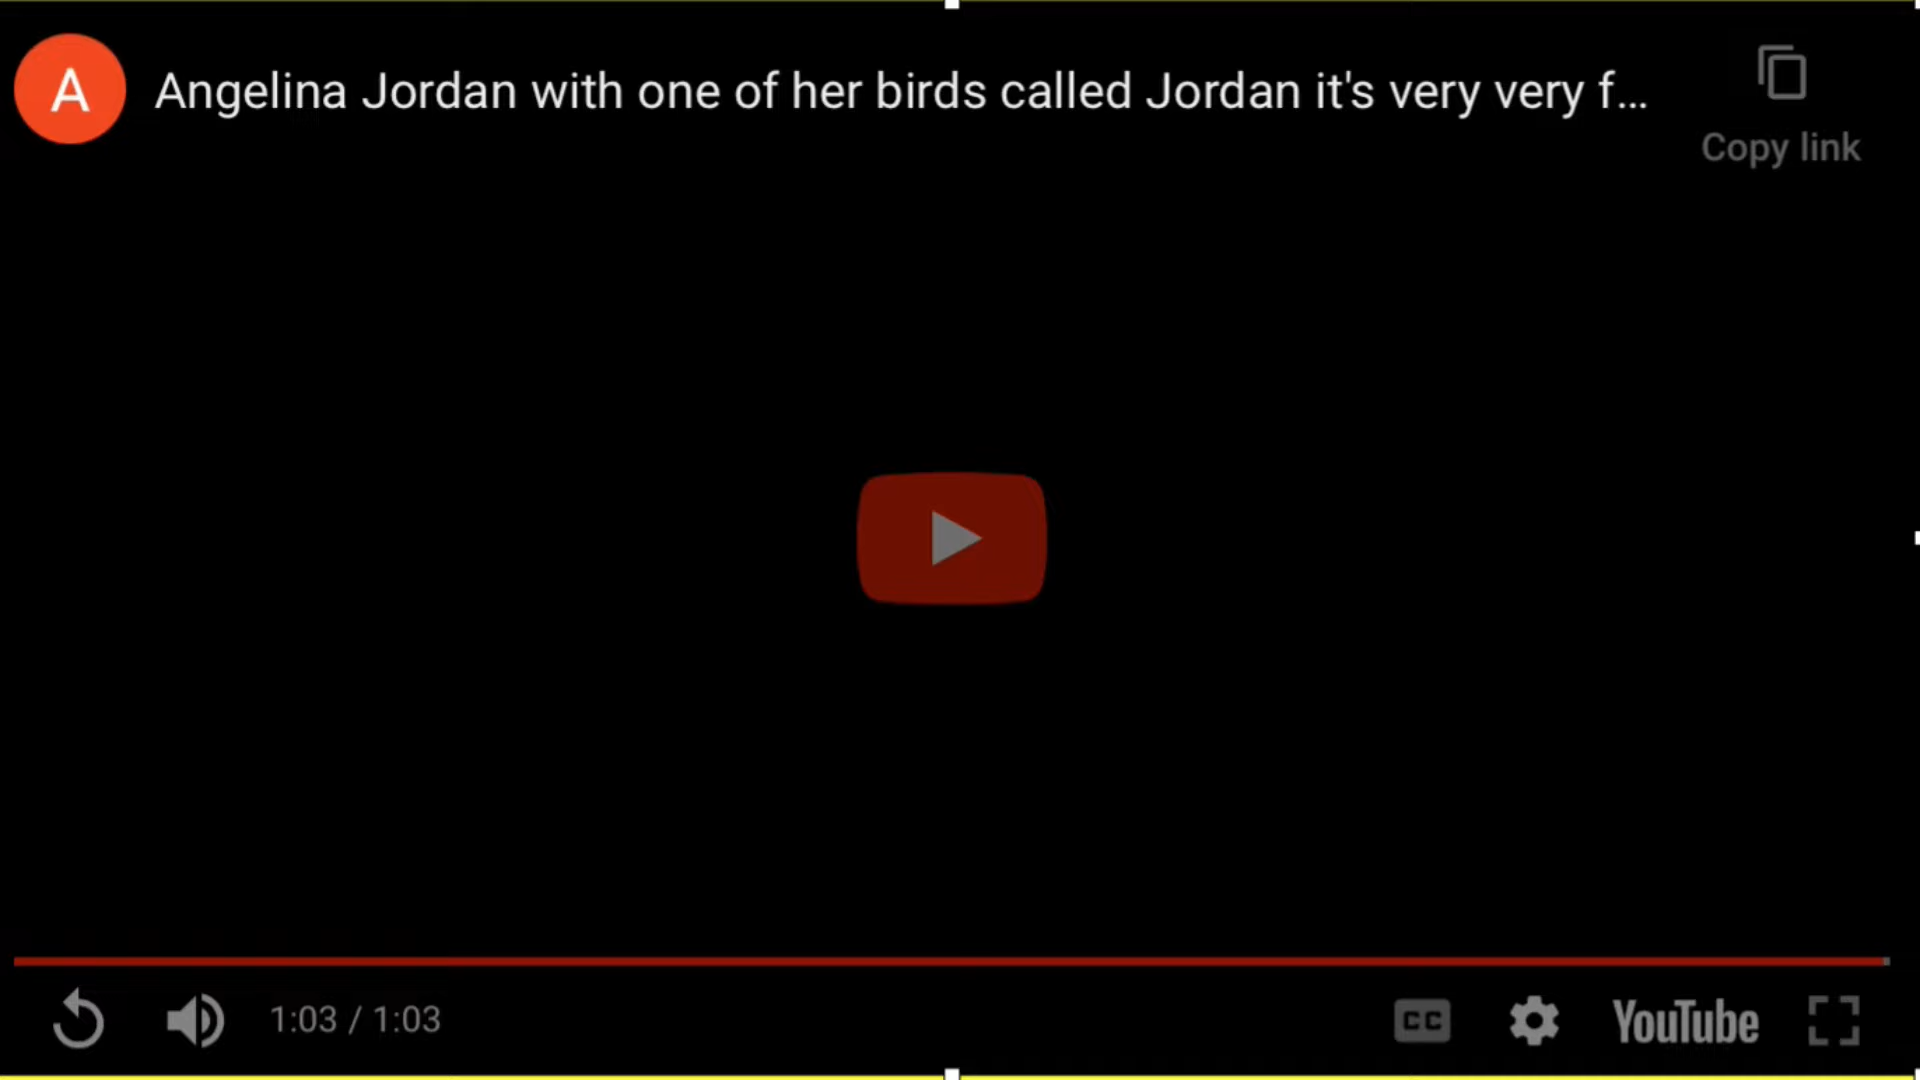 A
Angelina Jordan with one of her birds called Jordan it's very very f...
Copy link
1:03 / 1:03
CC
YouTube